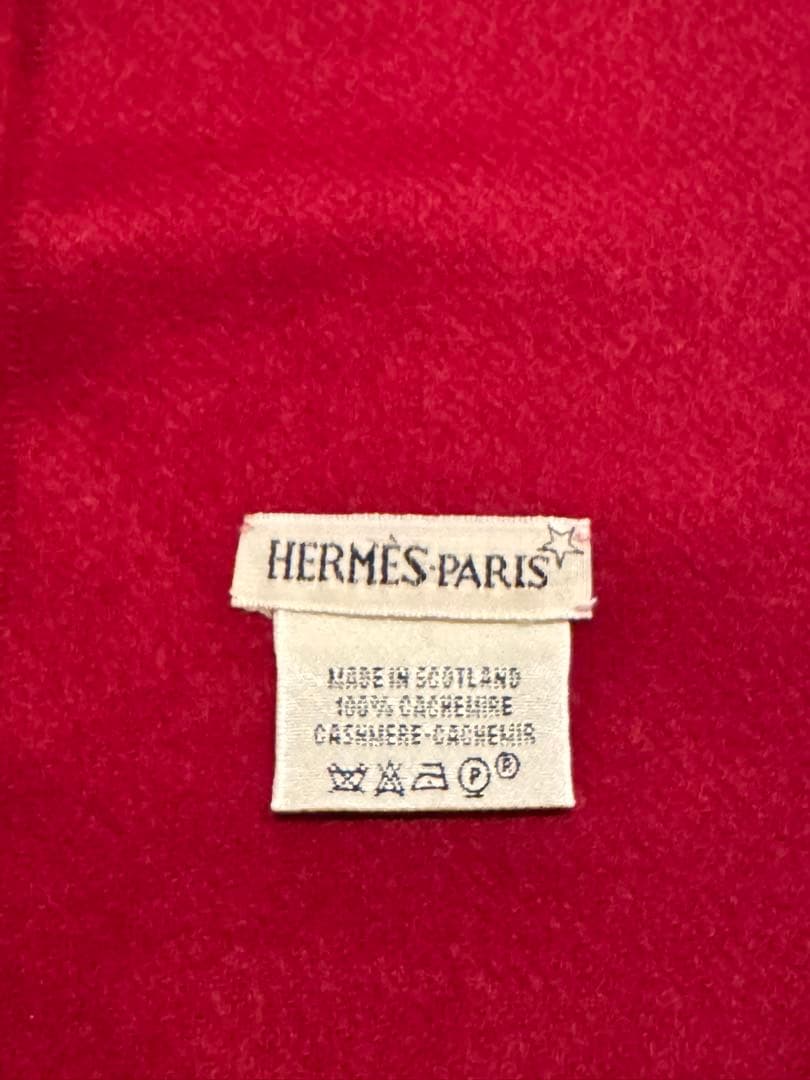 HERMÈS·PARIS
MADE IN SCOTLAND
100% CACHEMIRE
CASHMERE-CACHEMIR
P ®